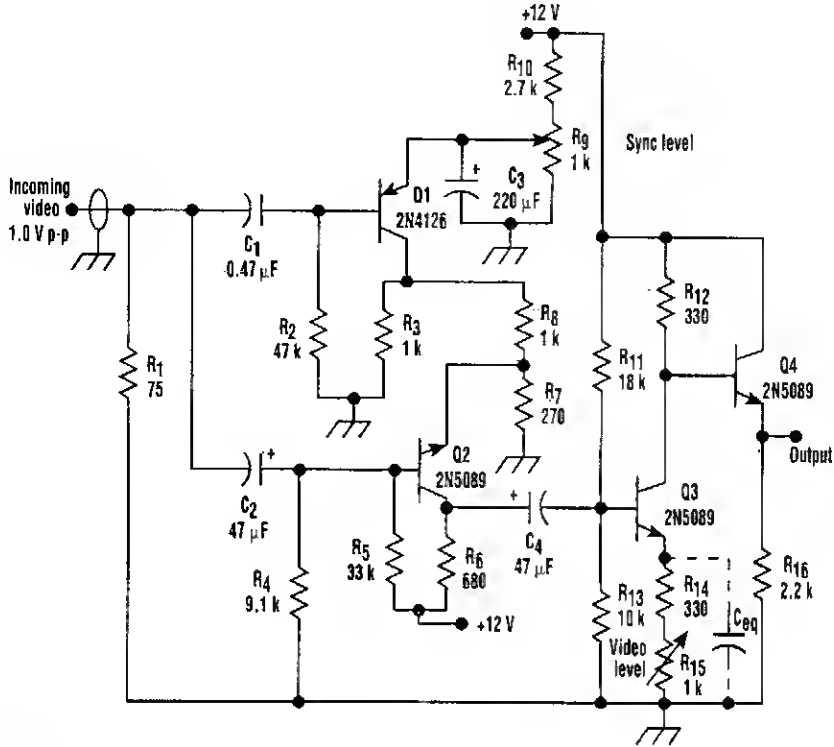 +12 V
R10
2.7 k
R9
1 k
Sync level
+
C3
220 µF
Q1
2N4126
Incoming
video
1.0 V p-p
C1
0.47 µF
R2
47 k
R3
1 k
R8
1 k
R7
270
R1
75
R12
330
R11
18 k
Q4
2N5089
Output
+
C2
47 µF
Q2
2N5089
+
C4
47 µF
Q3
2N5089
R5
33 k
R6
680
R4
9.1 k
+12 V
R13
10 k
R14
330
Ceq
R16
2.2 k
Video
level
R15
1 k